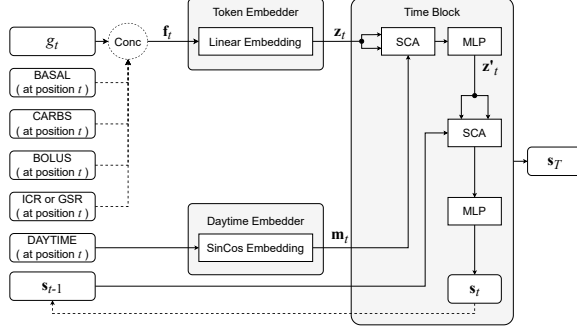 Token Embedder
Time Block
g_t
Conc
f_t
Linear Embedding
z_t
SCA
MLP
z'_t
BASAL
( at position t )
CARBS
( at position t )
BOLUS
( at position t )
ICR or GSR
( at position t )
SCA
s_T
MLP
Daytime Embedder
DAYTIME
( at position t )
SinCos Embedding
m_t
s_{t-1}
s_t